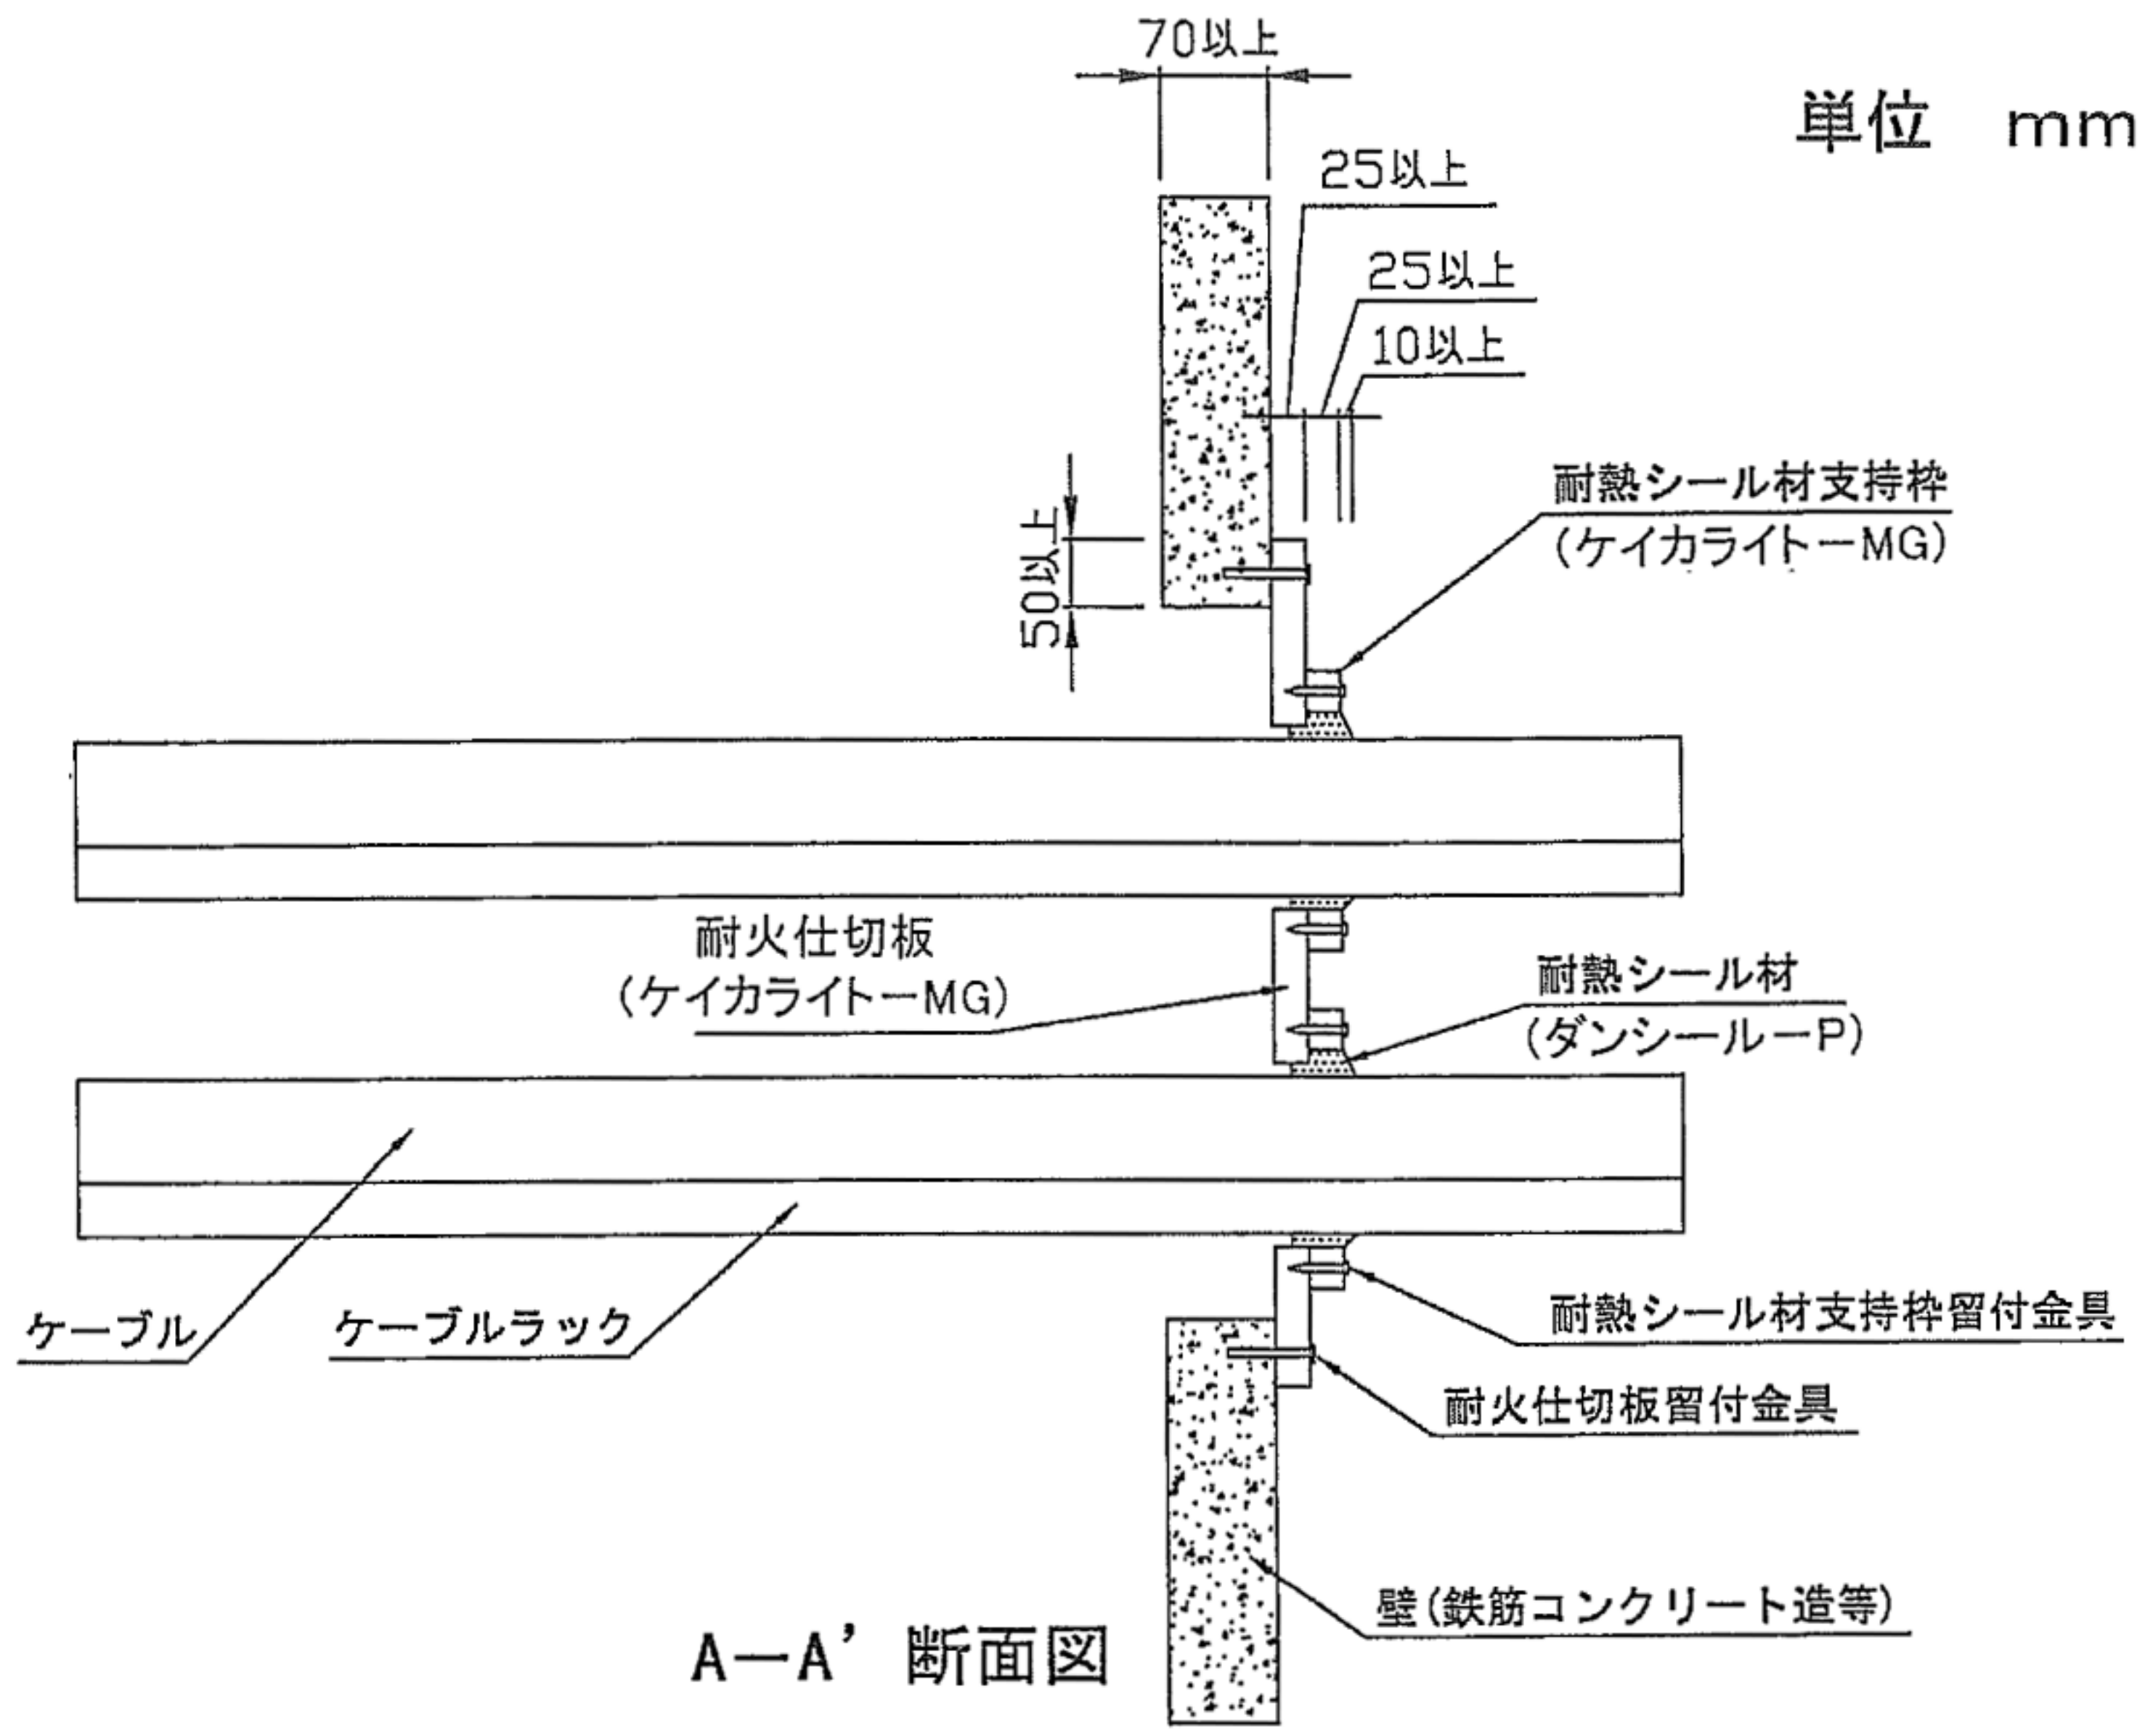 70以上
単位 mm
25以上
25以上
10以上
50以上
耐熱シール材支持枠
(ケイカライトーMG)
耐火仕切板
(ケイカライトーMG)
耐熱シール材
(ダンシールーP)
ケーブル
ケーブルラック
耐熱シール材支持枠留付金具
耐火仕切板留付金具
壁(鉄筋コンクリート造等)
A-A’断面図